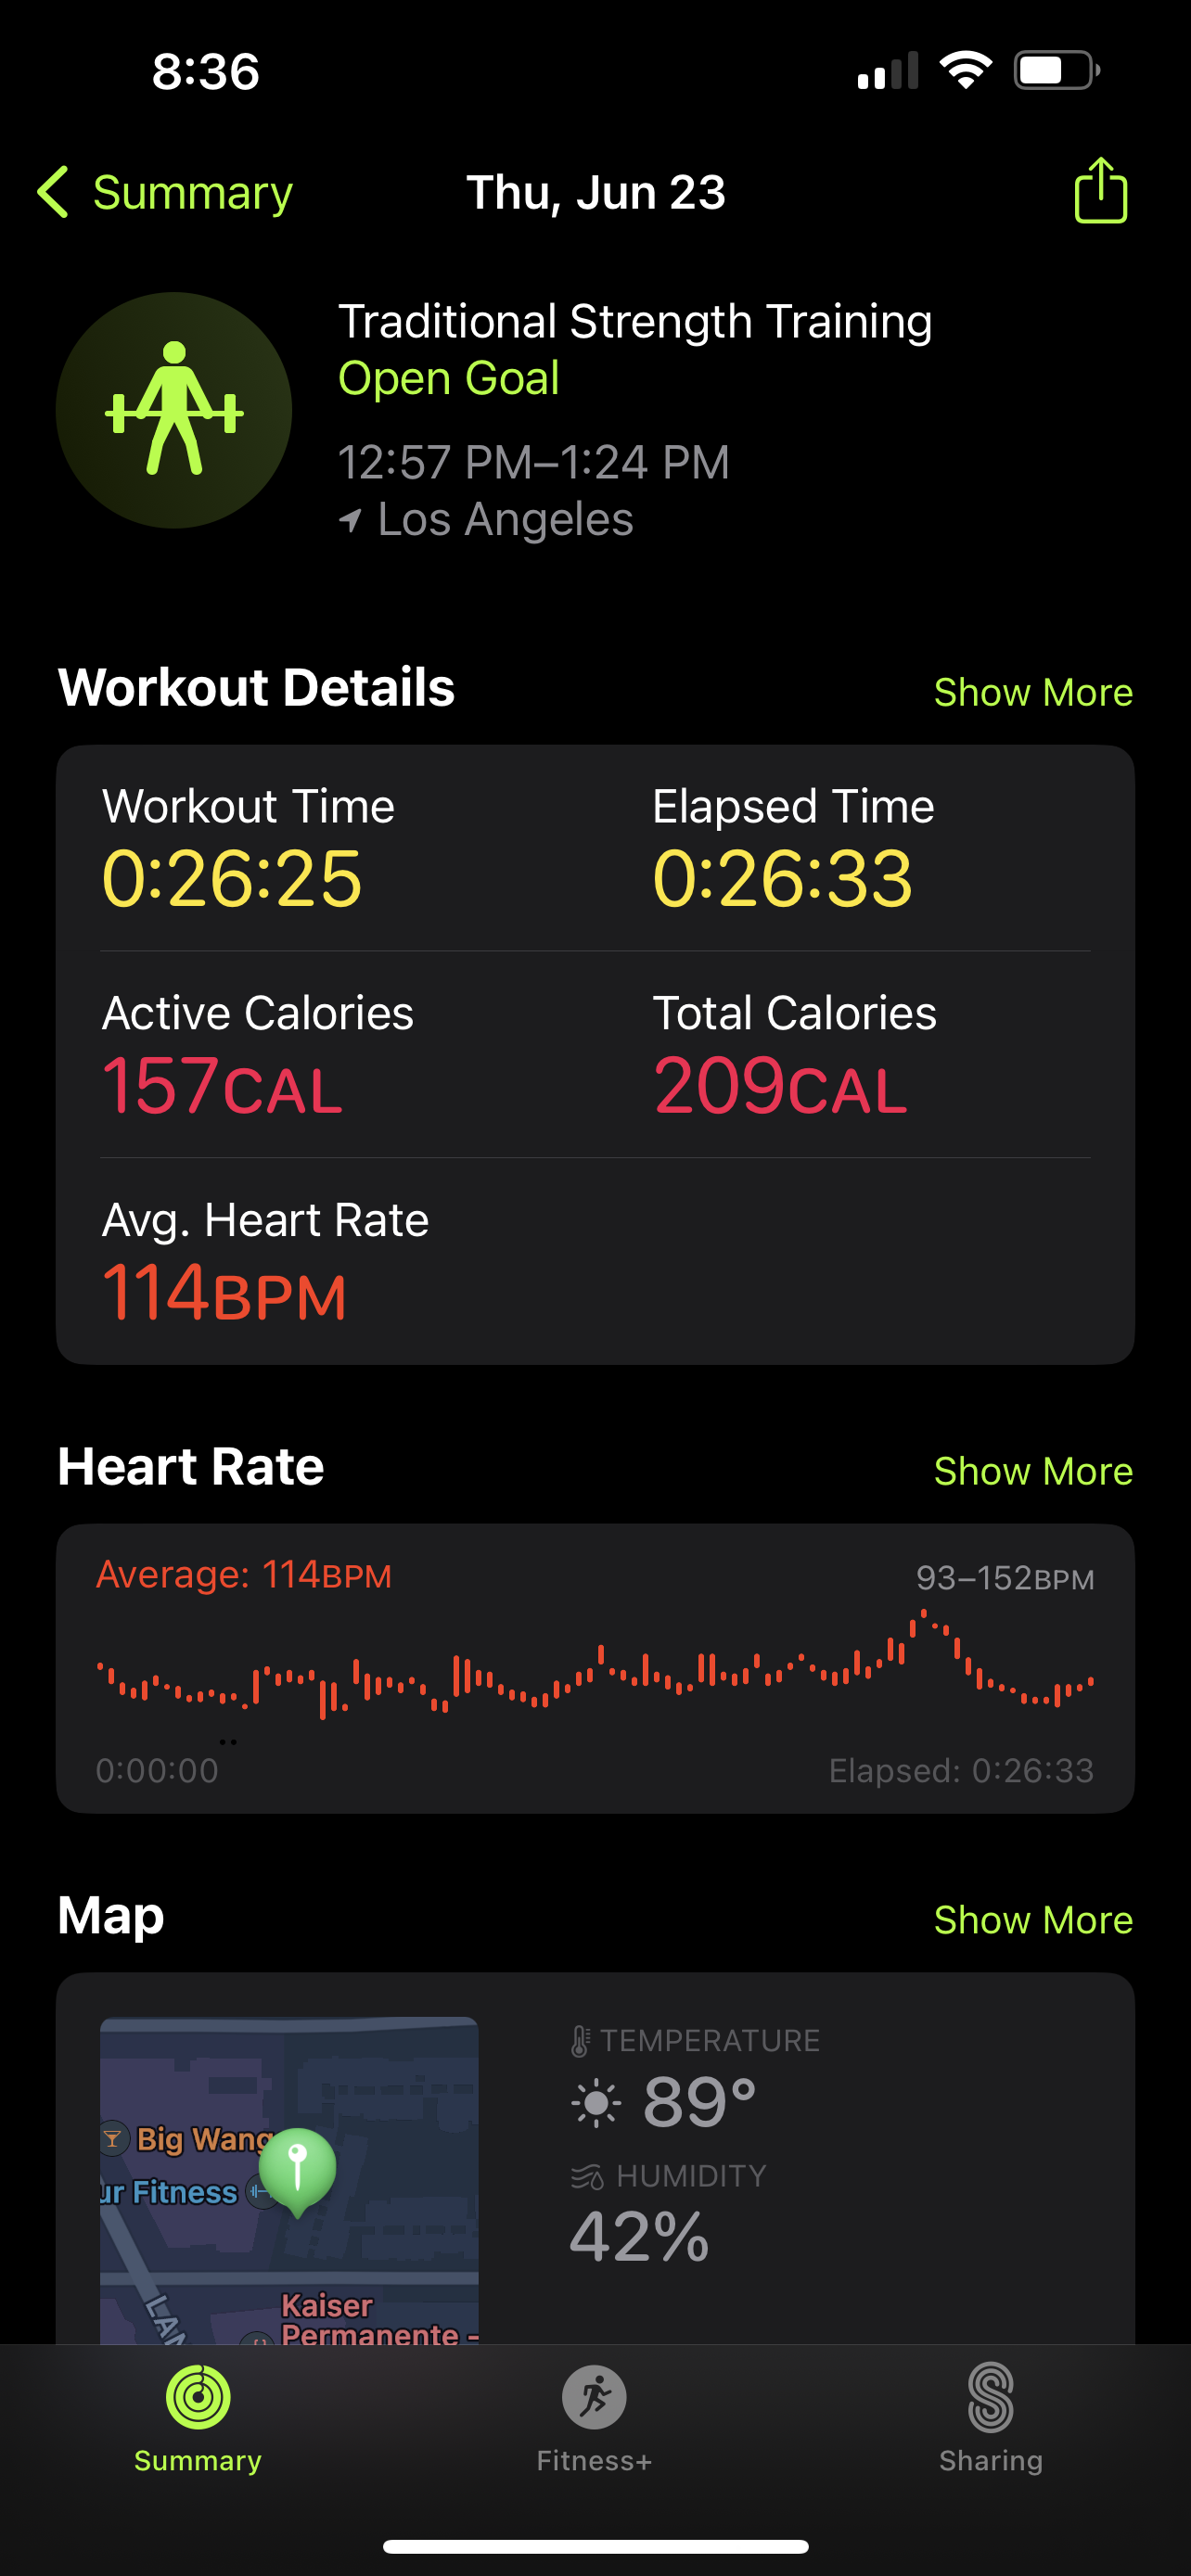 8:36
Summary
Thu, Jun 23
Traditional Strength Training
Open Goal
12:57 PM–1:24 PM
Los Angeles
Workout Details
Show More
Workout Time
Elapsed Time
0:26:25
0:26:33
Active Calories
Total Calories
157CAL
209CAL
Avg. Heart Rate
114BPM
Heart Rate
Show More
Average: 114BPM
93–152BPM
0:00:00
Elapsed: 0:26:33
Map
Show More
TEMPERATURE
89°
HUMIDITY
42%
Big Wang
ur Fitness
Kaiser
Permanente -
LAN
Summary
Fitness+
Sharing